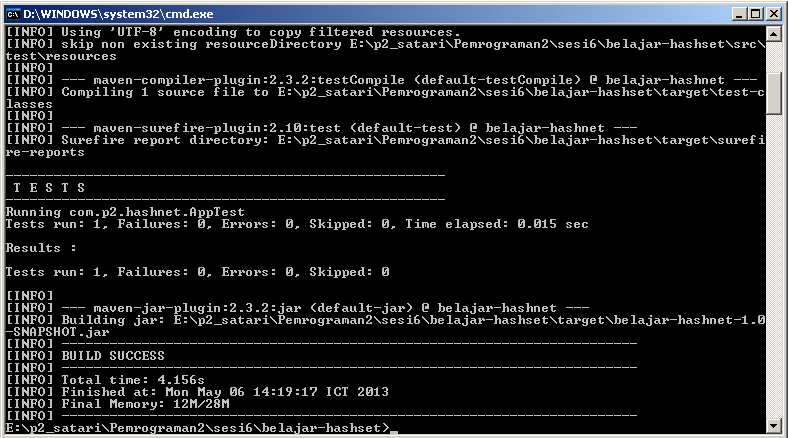 D:\WINDOWS\system32\cmd.exe
[INFO] Using 'UTF-8' encoding to copy filtered resources.
[INFO] skip non existing resourceDirectory E:\p2_satari\Pemrograman2\sesi6\belajar-hashset\src\
test\resources
[INFO]
[INFO] --- maven-compiler-plugin:2.3.2:testCompile (default-testCompile) @ belajar-hashnet ---
[INFO] Compiling 1 source file to E:\p2_satari\Pemrograman2\sesi6\belajar-hashset\target\test-c
lasses
[INFO]
[INFO] --- maven-surefire-plugin:2.10:test (default-test) @ belajar-hashnet ---
[INFO] Surefire report directory: E:\p2_satari\Pemrograman2\sesi6\belajar-hashset\target\surefi
re-reports
-------------------------------------------------------
T E S T S
-------------------------------------------------------
Running com.p2.hashnet.AppTest
Tests run: 1, Failures: 0, Errors: 0, Skipped: 0, Time elapsed: 0.015 sec
Results :
Tests run: 1, Failures: 0, Errors: 0, Skipped: 0
[INFO]
[INFO] --- maven-jar-plugin:2.3.2:jar (default-jar) @ belajar-hashnet ---
[INFO] Building jar: E:\p2_satari\Pemrograman2\sesi6\belajar-hashset\target\belajar-hashnet-1.0
-SNAPSHOT.jar
[INFO] ------------------------------------------------------------------------
[INFO] BUILD SUCCESS
[INFO] ------------------------------------------------------------------------
[INFO] Total time: 4.156s
[INFO] Finished at: Mon May 06 14:19:17 ICT 2013
[INFO] Final Memory: 12M/28M
[INFO] ------------------------------------------------------------------------
E:\p2_satari\Pemrograman2\sesi6\belajar-hashset>_